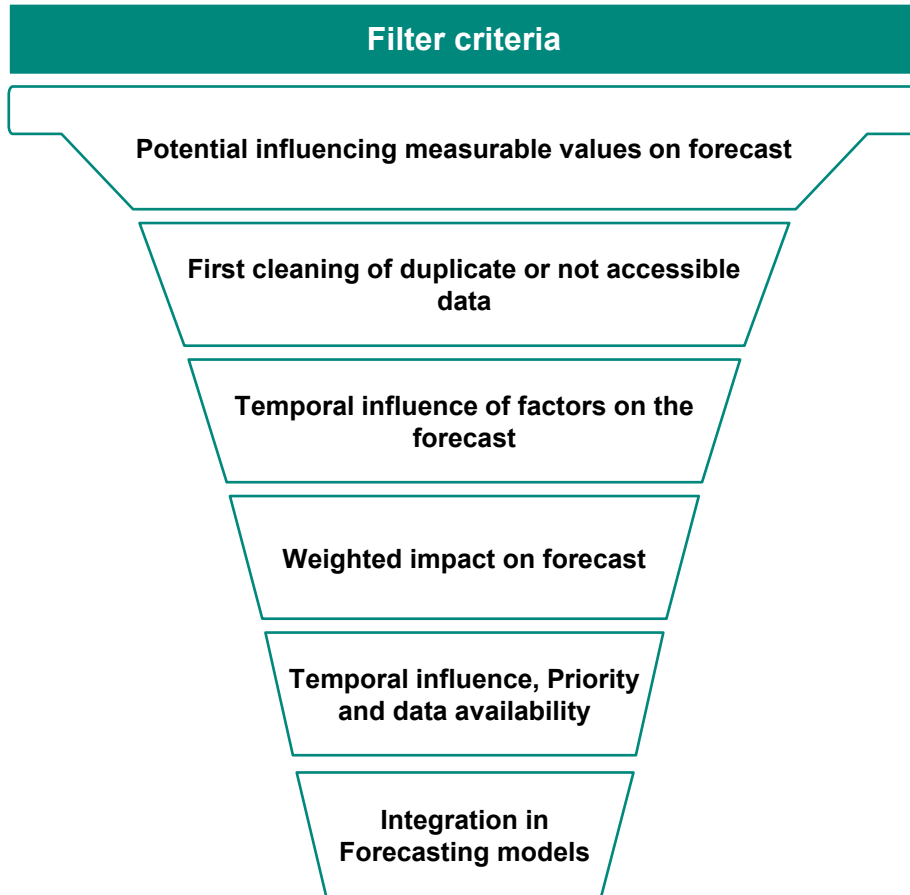 Filter criteria
Potential influencing measurable values on forecast
First cleaning of duplicate or not accessible
data
Temporal influence of factors on the
forecast
Weighted impact on forecast
Temporal influence, Priority
and data availability
Integration in
Forecasting models